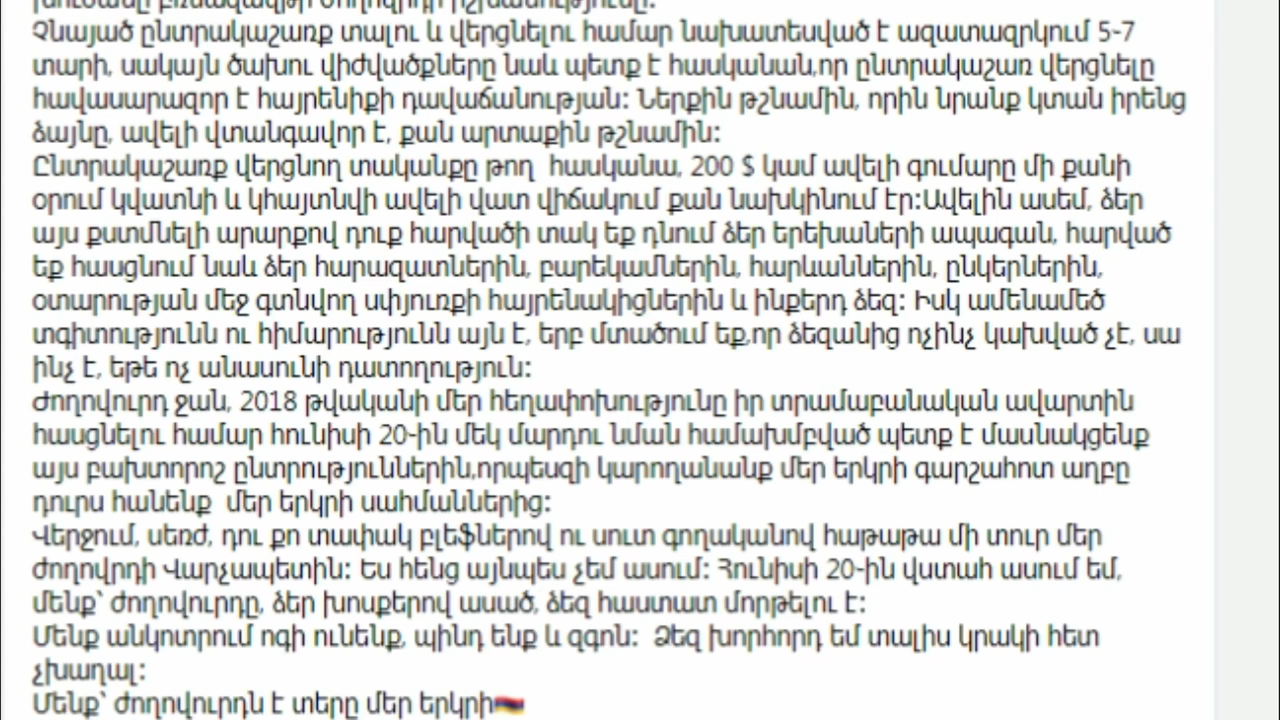 խուժանը բռնազավթի ժողովրդի իշխանությունը:
Չնայած ընտրակաշառք տալու և վերցնելու համար նախատեսված է ազատազրկում 5-7
տարի, սակայն ծախու վիժվածքները նաև պետք է հասկանան,որ ընտրակաշառ վերցնելը
հավասարազոր է հայրենիքի դավաճանության: Ներքին թշնամին, որին նրանք կտան իրենց
ձայնը, ավելի վտանգավոր է, քան արտաքին թշնամին:
Ընտրակաշառք վերցնող տականքը թող հասկանա, 200 $ կամ ավելի գումարը մի քանի
օրում կվատնի և կհայտնվի ավելի վատ վիճակում քան նախկինում էր:Ավելին ասեմ, ձեր
այս քստմնելի արարքով դուք հարվածի տակ եք դնում ձեր երեխաների ապագան, հարված
եք հասցնում նաև ձեր հարազատներին, բարեկամներին, հարևաններին, ընկերներին,
օտարության մեջ գտնվող սփյուռքի հայրենակիցներին և ինքերդ ձեզ: Իսկ ամենամեծ
տգիտությունն ու հիմարությունն այն է, երբ մտածում եք,որ ձեզանից ոչինչ կախված չէ, սա
ինչ է, եթե ոչ անասունի դատողություն:
Ժողովուրդ ջան, 2018 թվականի մեր հեղափոխությունը իր տրամաբանական ավարտին
հասցնելու համար հունիսի 20-ին մեկ մարդու նման համախմբված պետք է մասնակցենք
այս բախտորոշ ընտրություններին,որպեսզի կարողանանք մեր երկրի գարշահոտ աղբը
դուրս հանենք մեր երկրի սահմաններից:
Վերջում, սեռժ, դու քո տափակ բլեֆներով ու սուտ գողականով հաթաթա մի տուր մեր
ժողովրդի Վարչապետին: Ես հենց այնպես չեմ ասում: Հունիսի 20-ին վստահ ասում եմ,
մենք՝ ժողովուրդը, ձեր խոսքերով ասած, ձեզ հաստատ մորթելու է:
Մենք անկոտրում ոգի ունենք, պինդ ենք և զգոն: Ձեզ խորհորդ եմ տալիս կրակի հետ
չխաղալ:
Մենք՝ ժողովուրդն է տերը մեր երկրի🇦🇲